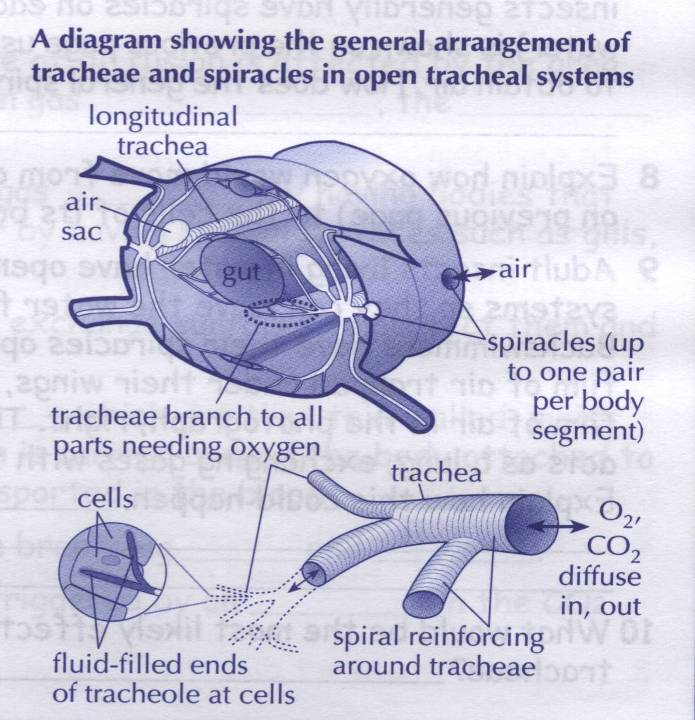 A diagram showing the general arrangement of
tracheae and spiracles in open tracheal systems
longitudinal
trachea
air
sac
gut
air
spiracles (up
to one pair
per body
segment)
tracheae branch to all
parts needing oxygen
trachea
cells
O₂,
CO₂
diffuse
in, out
spiral reinforcing
around tracheae
fluid-filled ends
of tracheole at cells